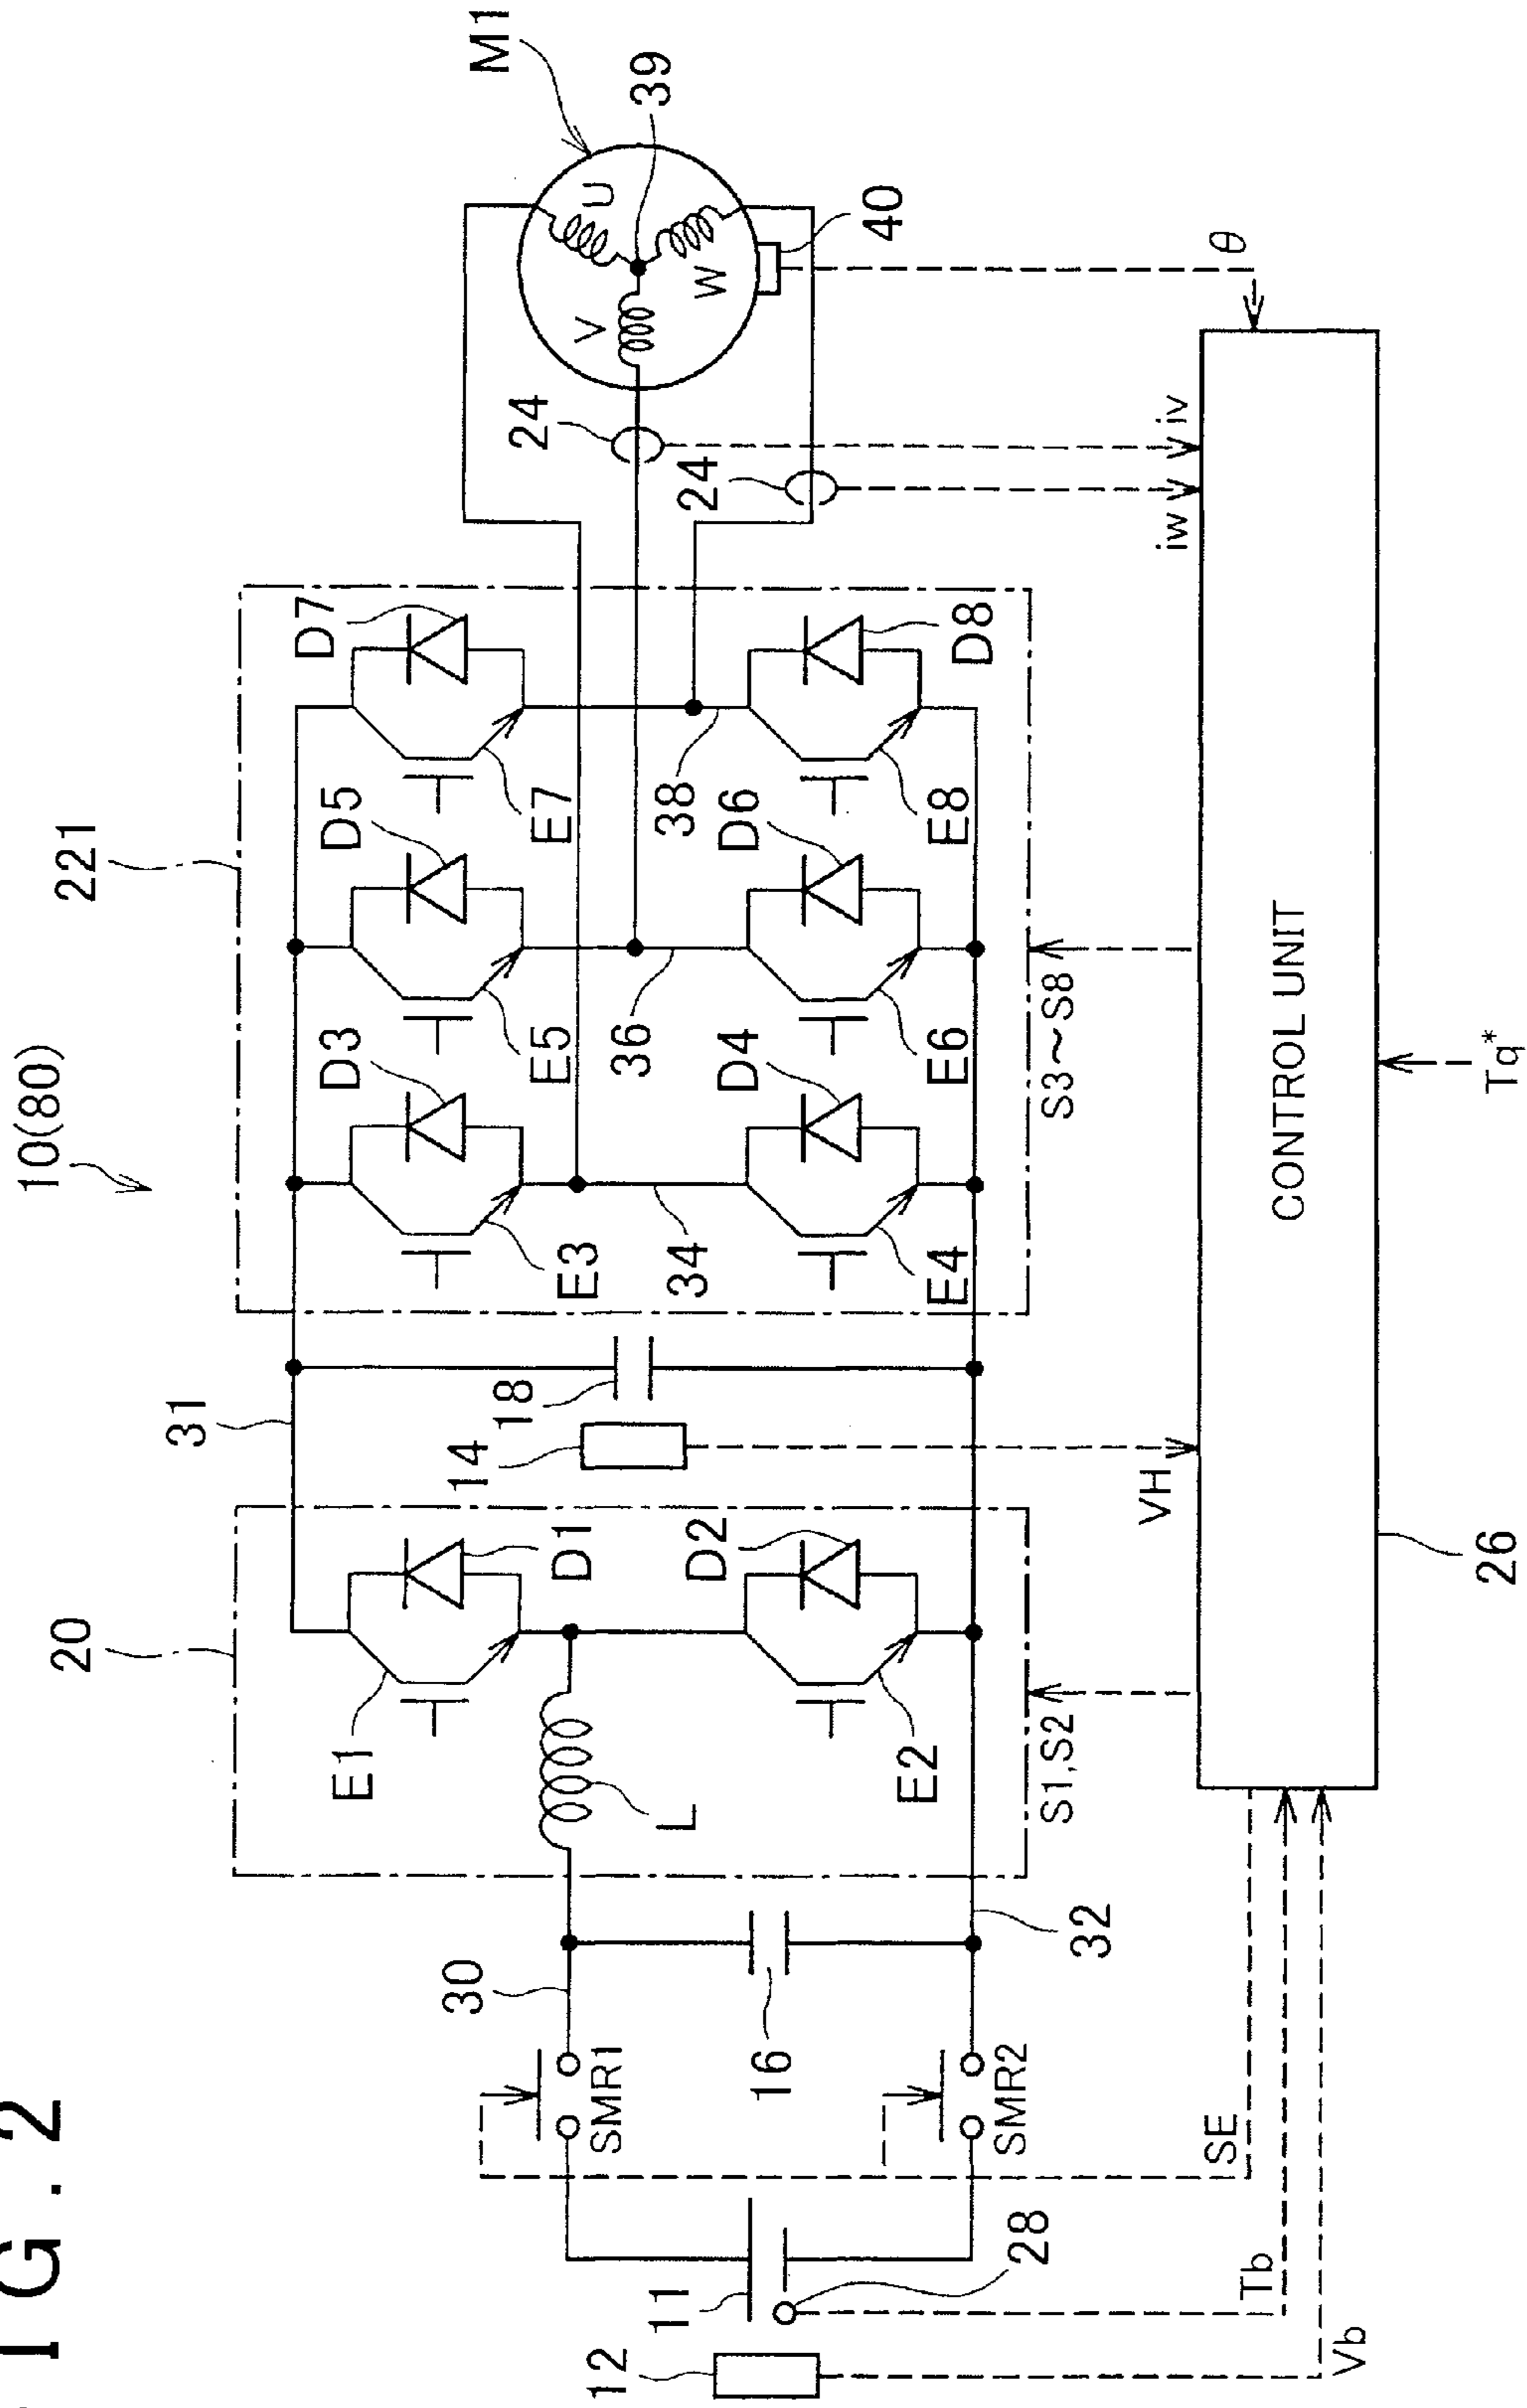 FIG. 2
10(80)
20
221
31
M1
E1
D1
D3
D5
D7
E3
E5
E7
U
V
W
39
30
SMR1
L
14
18
34
36
38
24
24
40
11
12
16
D2
D4
D6
D8
E2
E4
E6
E8
28
SMR2
32
S1,S2
VH
S3~S8
iw
iv
θ
SE
Tb
Vb
CONTROL UNIT
26
Tq*